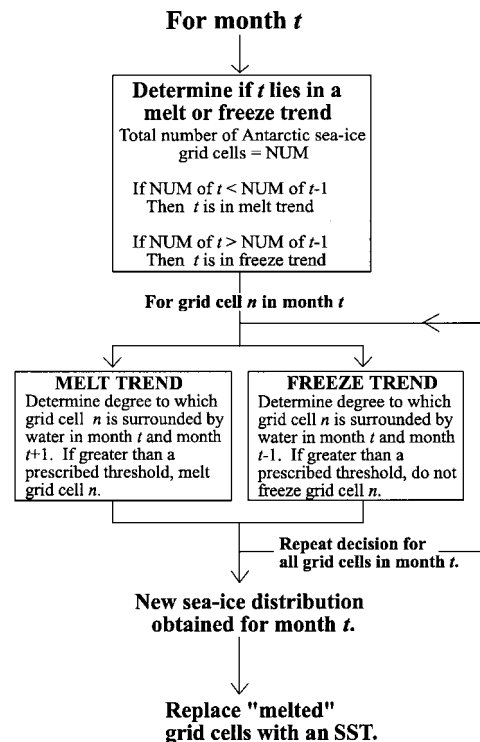 For month t
Determine if t lies in a
melt or freeze trend
Total number of Antarctic sea-ice
grid cells = NUM
If NUM of t < NUM of t-1
Then t is in melt trend
If NUM of t > NUM of t-1
Then t is in freeze trend
For grid cell n in month t
MELT TREND
Determine degree to which
grid cell n is surrounded by
water in month t and month
t+1. If greater than a
prescribed threshold, melt
grid cell n.
FREEZE TREND
Determine degree to which
grid cell n is surrounded by
water in month t and month
t-1. If greater than a
prescribed threshold, do not
freeze grid cell n.
Repeat decision for
all grid cells in month t.
New sea-ice distribution
obtained for month t.
Replace "melted"
grid cells with an SST.